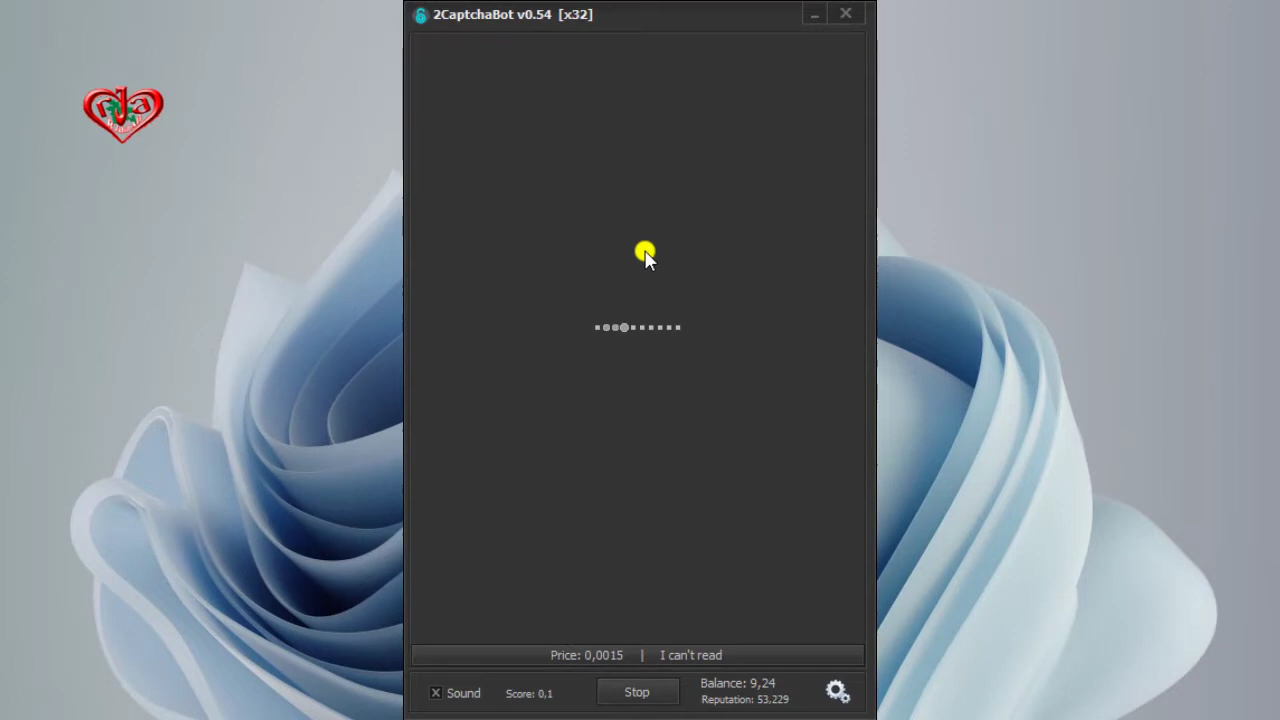 2CaptchaBot v0.54 [x32]
rJa
Price: 0,0015 | I can't read
Sound
Score: 0,1
Stop
Balance: 9,24
Reputation: 53,229